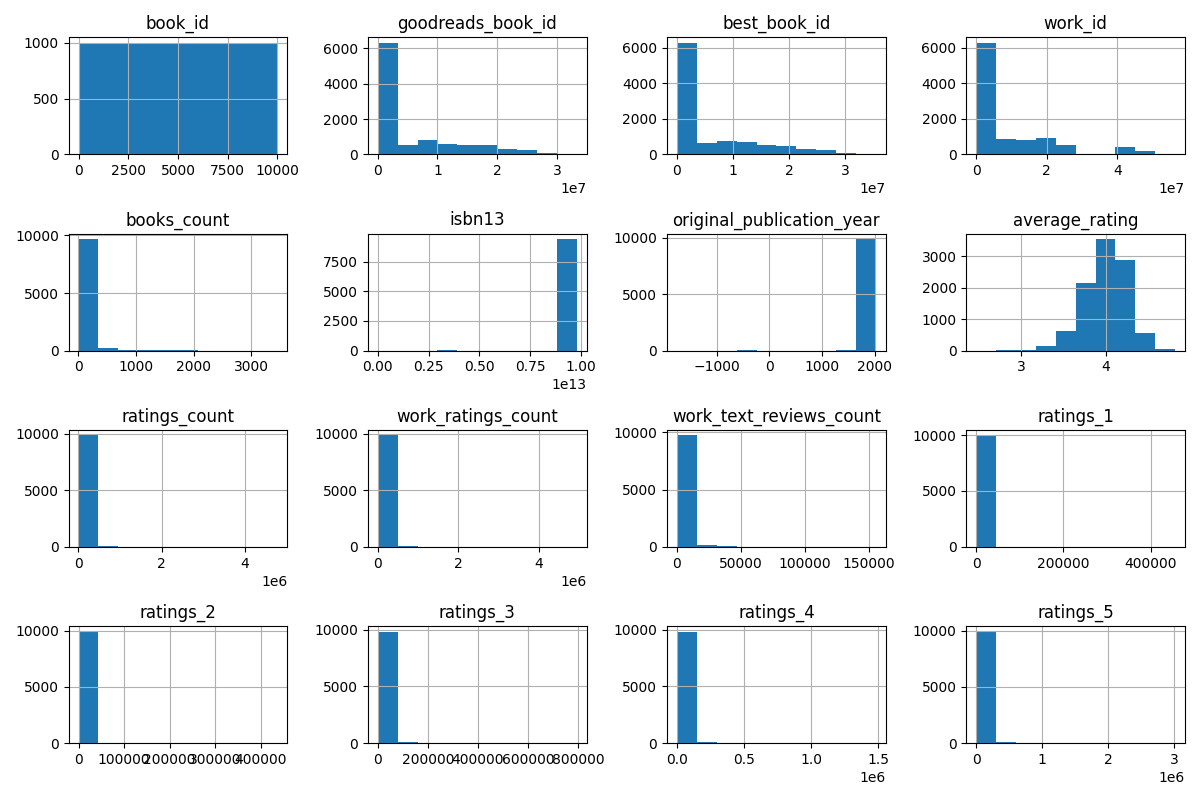 book_id goodreads_book_id best_book_id work_id
1000 6000 6000 6000
500 4000 4000 4000
2000 2000 2000
0 0 0 0
0 2500 5000 7500 10000 0 1 2 3 0 1 2 3 0 2 4
1e7 1e7 1e7
books_count isbn13 original_publication_year average_rating
10000 7500 10000 3000
5000 5000 5000 2000
2500 1000
0 0 0 0
0 1000 2000 3000 0.00 0.25 0.50 0.75 1.00 −1000 0 1000 2000 3 4
1e13
ratings_count work_ratings_count work_text_reviews_count ratings_1
10000 10000 10000 10000
5000 5000 5000 5000
0 0 0 0
0 2 4 0 2 4 0 50000 100000 150000 0 200000 400000
1e6 1e6
ratings_2 ratings_3 ratings_4 ratings_5
10000 10000 10000 10000
5000 5000 5000 5000
0 0 0 0
0 100000 200000 300000 400000 0 200000 400000 600000 800000 0.0 0.5 1.0 1.5 0 1 2 3
1e6 1e6